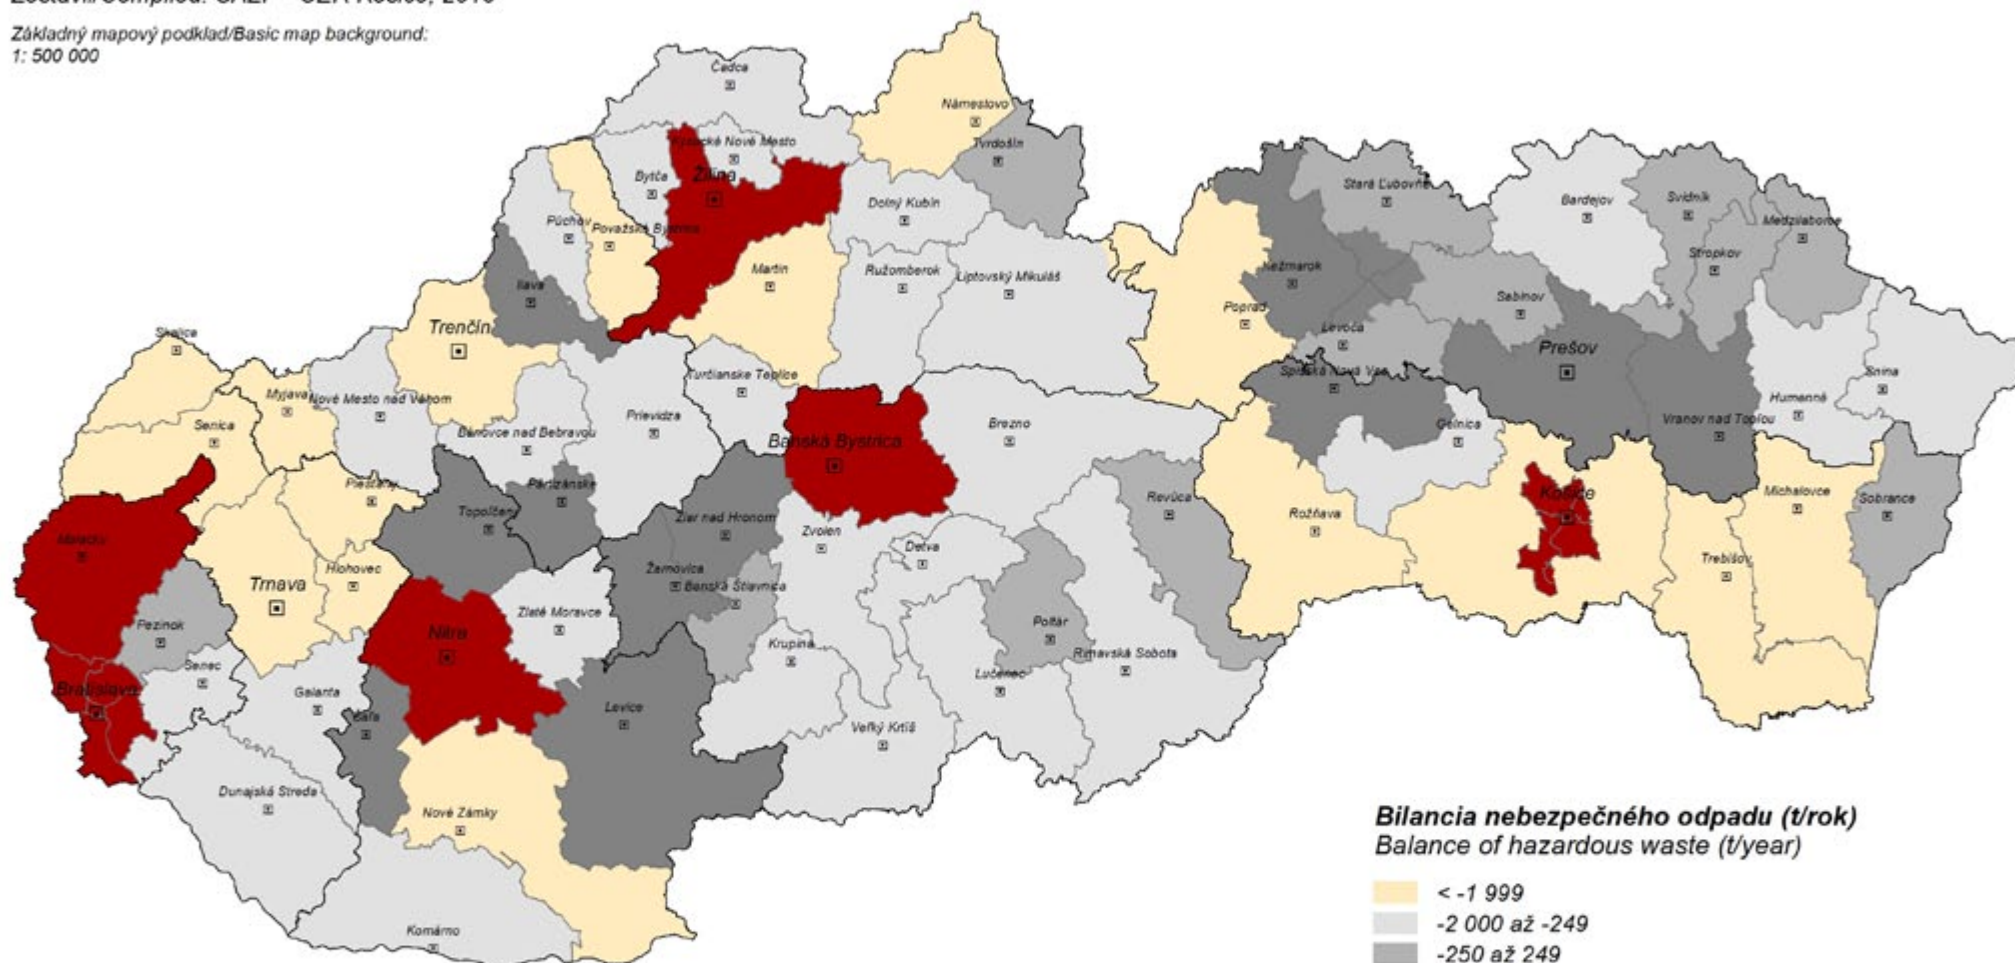 Základný mapový podklad/Basic map background:
1: 500 000
Čadca
Námestovo
Tvrdošín
Kysucké Nové Mesto
Bytča
Žilina
Stará Ľubovňa
Bardejov
Svidník
Medzilaborce
Dolný Kubín
Púchov
Považská Bystrica
Stropkov
Martin
Ružomberok
Liptovský Mikuláš
Kežmarok
Ilava
Poprad
Sabinov
Trenčín
Skalica
Levoča
Prešov
Turčianske Teplice
Spišská Nová Ves
Snina
Myjava
Nové Mesto nad Váhom
Humenné
Senica
Prievidza
Brezno
Gelnica
Vranov nad Topľou
Bánovce nad Bebravou
Banská Bystrica
Piešťany
Partizánske
Topoľčany
Revúca
Michalovce
Sobrance
Košice
Žiar nad Hronom
Rožňava
Malacky
Zvolen
Detva
Hlohovec
Trnava
Žarnovica
Banská Štiavnica
Trebišov
Pezinok
Zlaté Moravce
Poltár
Nitra
Krupina
Rimavská Sobota
Senec
Lučenec
Bratislava
Galanta
Šaľa
Levice
Veľký Krtíš
Dunajská Streda
Nové Zámky
Komárno
Bilancia nebezpečného odpadu (t/rok)
Balance of hazardous waste (t/year)
< -1 999
-2 000 až -249
-250 až 249